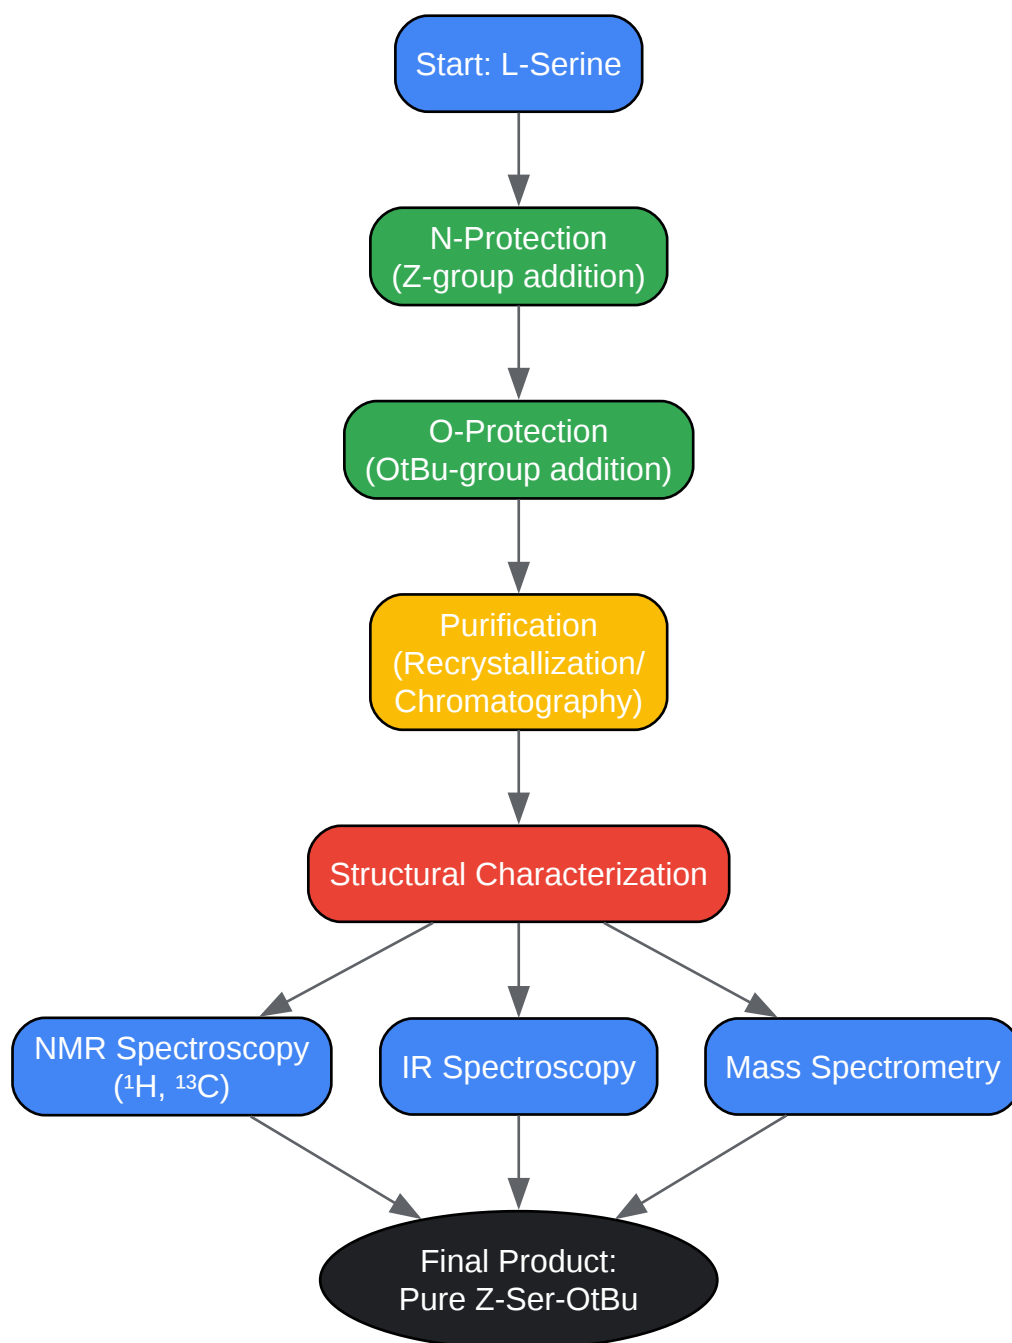 Start: L-Serine
N-Protection
(Z-group addition)
O-Protection
(OtBu-group addition)
Purification
(Recrystallization/
Chromatography)
Structural Characterization
NMR Spectroscopy
(¹H, ¹³C)
IR Spectroscopy
Mass Spectrometry
Final Product:
Pure Z-Ser-OtBu